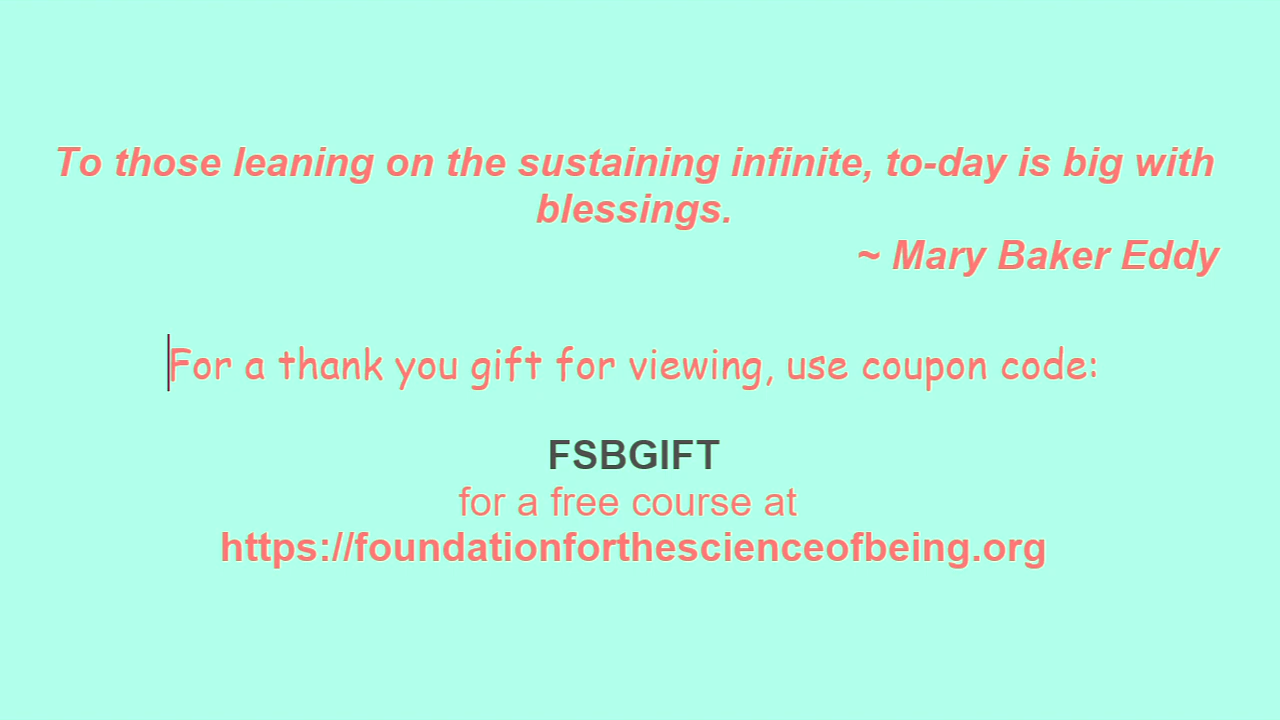 To those leaning on the sustaining infinite, to-day is big with
blessings.
~ Mary Baker Eddy
For a thank you gift for viewing, use coupon code:
FSBGIFT
for a free course at
https://foundationforthescienceofbeing.org